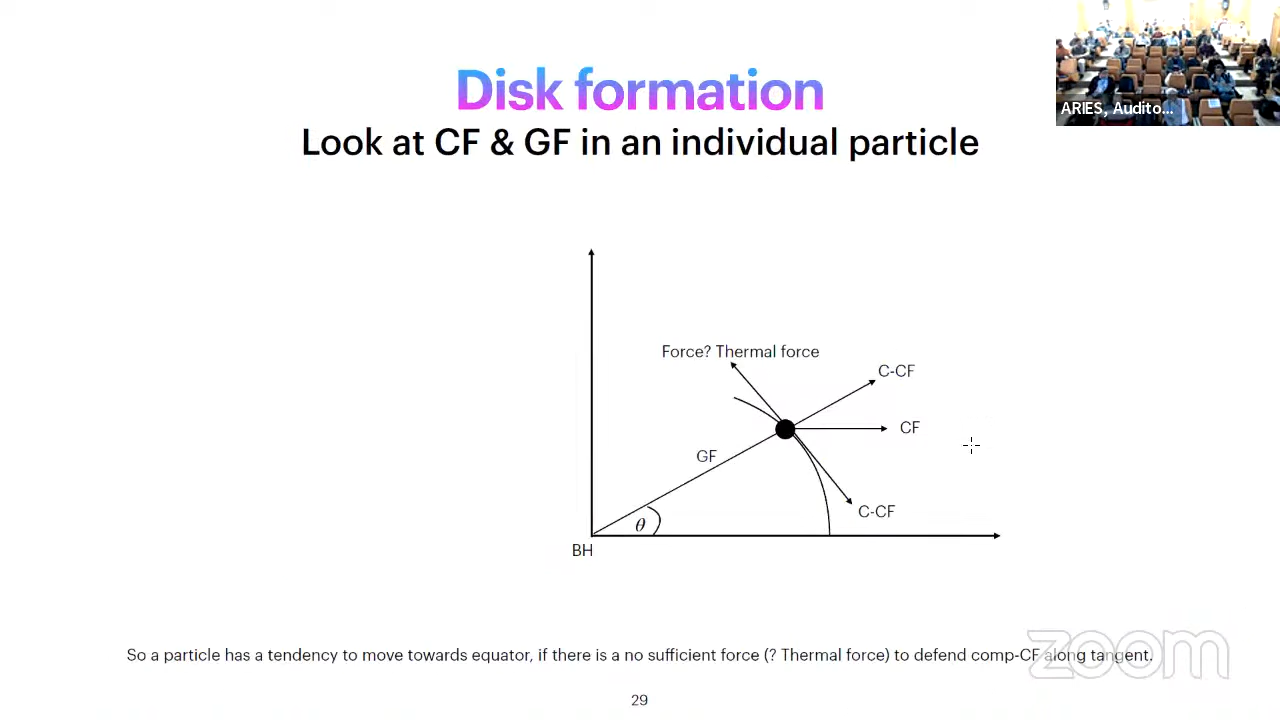 Disk formation
Look at CF & GF in an individual particle
ARIES, Audito...
Force? Thermal force
C-CF
CF
GF
C-CF
θ
BH
So a particle has a tendency to move towards equator, if there is a no sufficient force (? Thermal force) to defend comp-CF along tangent.
zoom
29